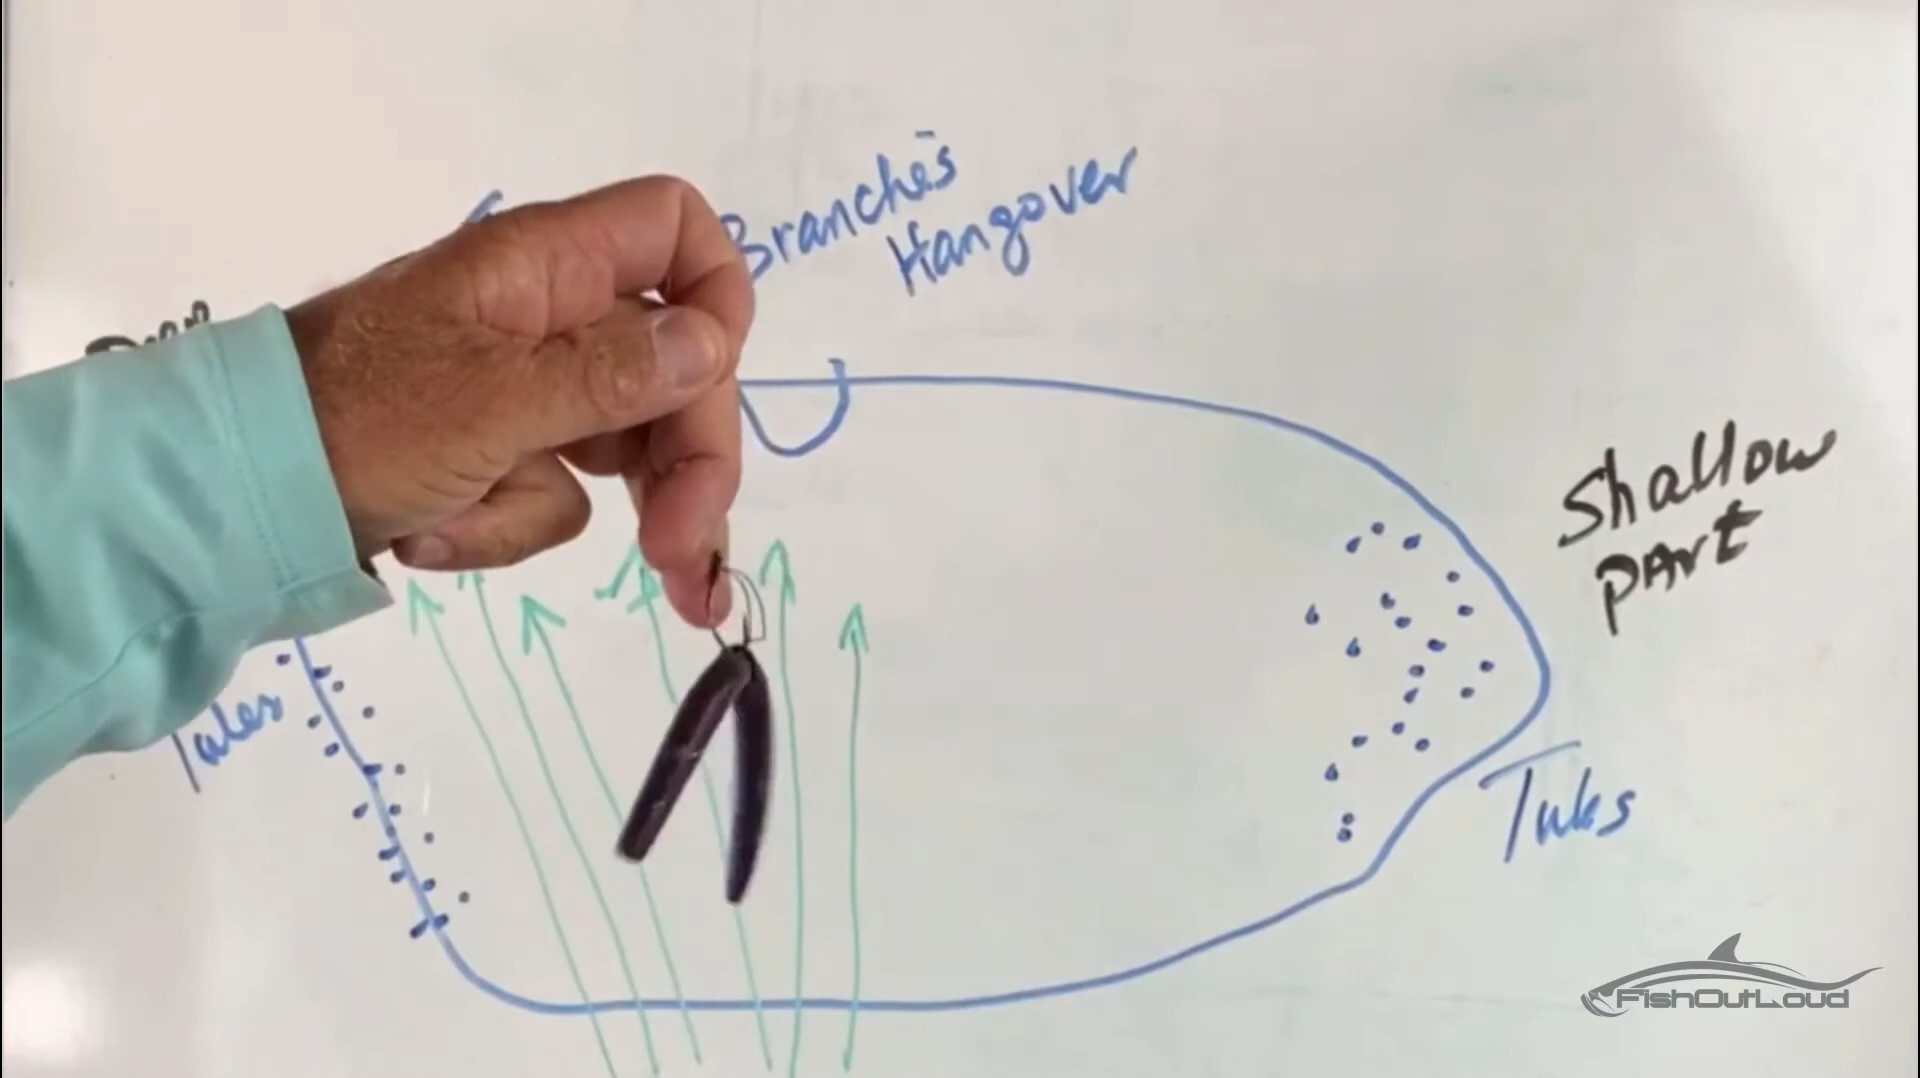 Branches
Hangover
Shallow
PArt
Tules
Tules
FishOutLoud